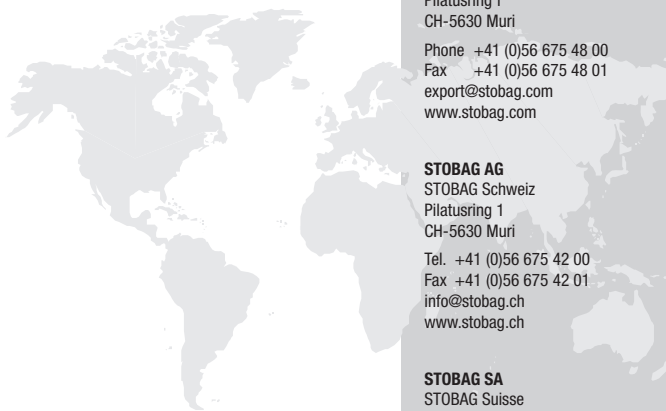 Pilatusring 1
CH-5630 Muri
Phone +41 (0)56 675 48 00
Fax +41 (0)56 675 48 01
export@stobag.com
www.stobag.com
STOBAG AG
STOBAG Schweiz
Pilatusring 1
CH-5630 Muri
Tel. +41 (0)56 675 42 00
Fax +41 (0)56 675 42 01
info@stobag.ch
www.stobag.ch
STOBAG SA
STOBAG Suisse